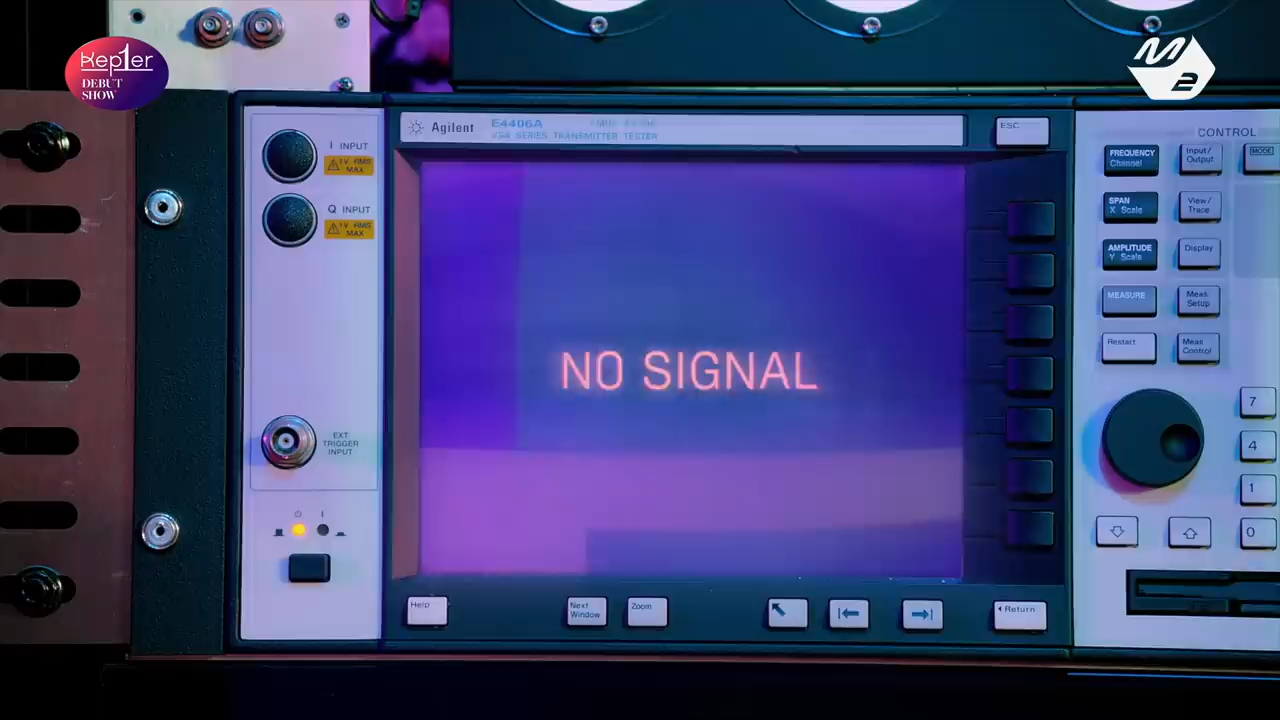 Kep1er
DEBUT
SHOW
M
2
Agilent
E4406A
VSA SERIES TRANSMITTER TESTER
ESC
CONTROL
I INPUT
1V RMS
MAX
Q INPUT
1V RMS
MAX
FREQUENCY
Channel
Input/
Output
MODE
SPAN
X Scale
View/
Trace
AMPLITUDE
Y Scale
Display
MEASURE
Meas
Setup
Restart
Meas
Control
NO SIGNAL
7
4
1
0
EXT
TRIGGER
INPUT
Help
Next
Window
Zoom
Return